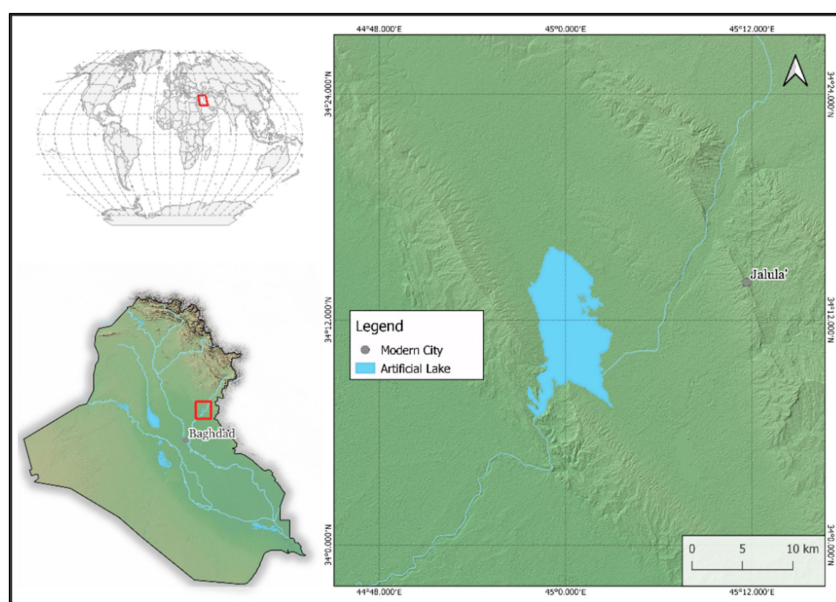 44°48.000'E 45°0.000'E 45°12.000'E
34°24.000'N 34°24.000'N
Jalula'
34°12.000'N 34°12.000'N
Legend
Modern City
Artificial Lake
Baghdad
34°0.000'N 34°0.000'N
0 5 10 km
44°48.000'E 45°0.000'E 45°12.000'E